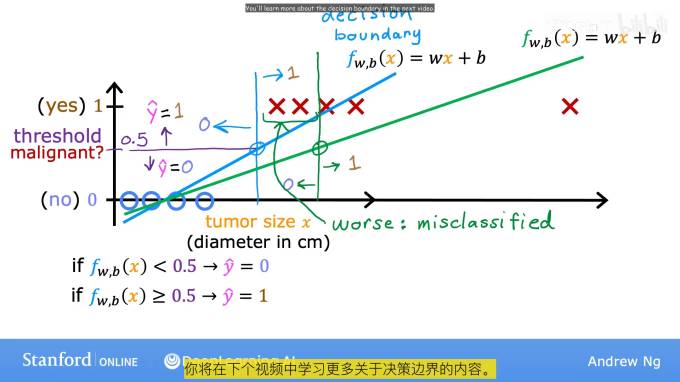 You'll learn more about the decision boundary in the next video.
decision
boundary
f_{w,b}(x) = wx + b
f_{w,b}(x) = wx + b
→ 1
(yes) 1
ŷ = 1
0 ←
threshold
0.5
malignant?
ŷ = 0
→ 1
0 ←
(no) 0
tumor size x
(diameter in cm)
worse: misclassified
if f_{w,b}(x) < 0.5 → ŷ = 0
if f_{w,b}(x) ≥ 0.5 → ŷ = 1
Stanford ONLINE
DeepLearning.AI
Andrew Ng
你将在下个视频中学习更多关于决策边界的内容。